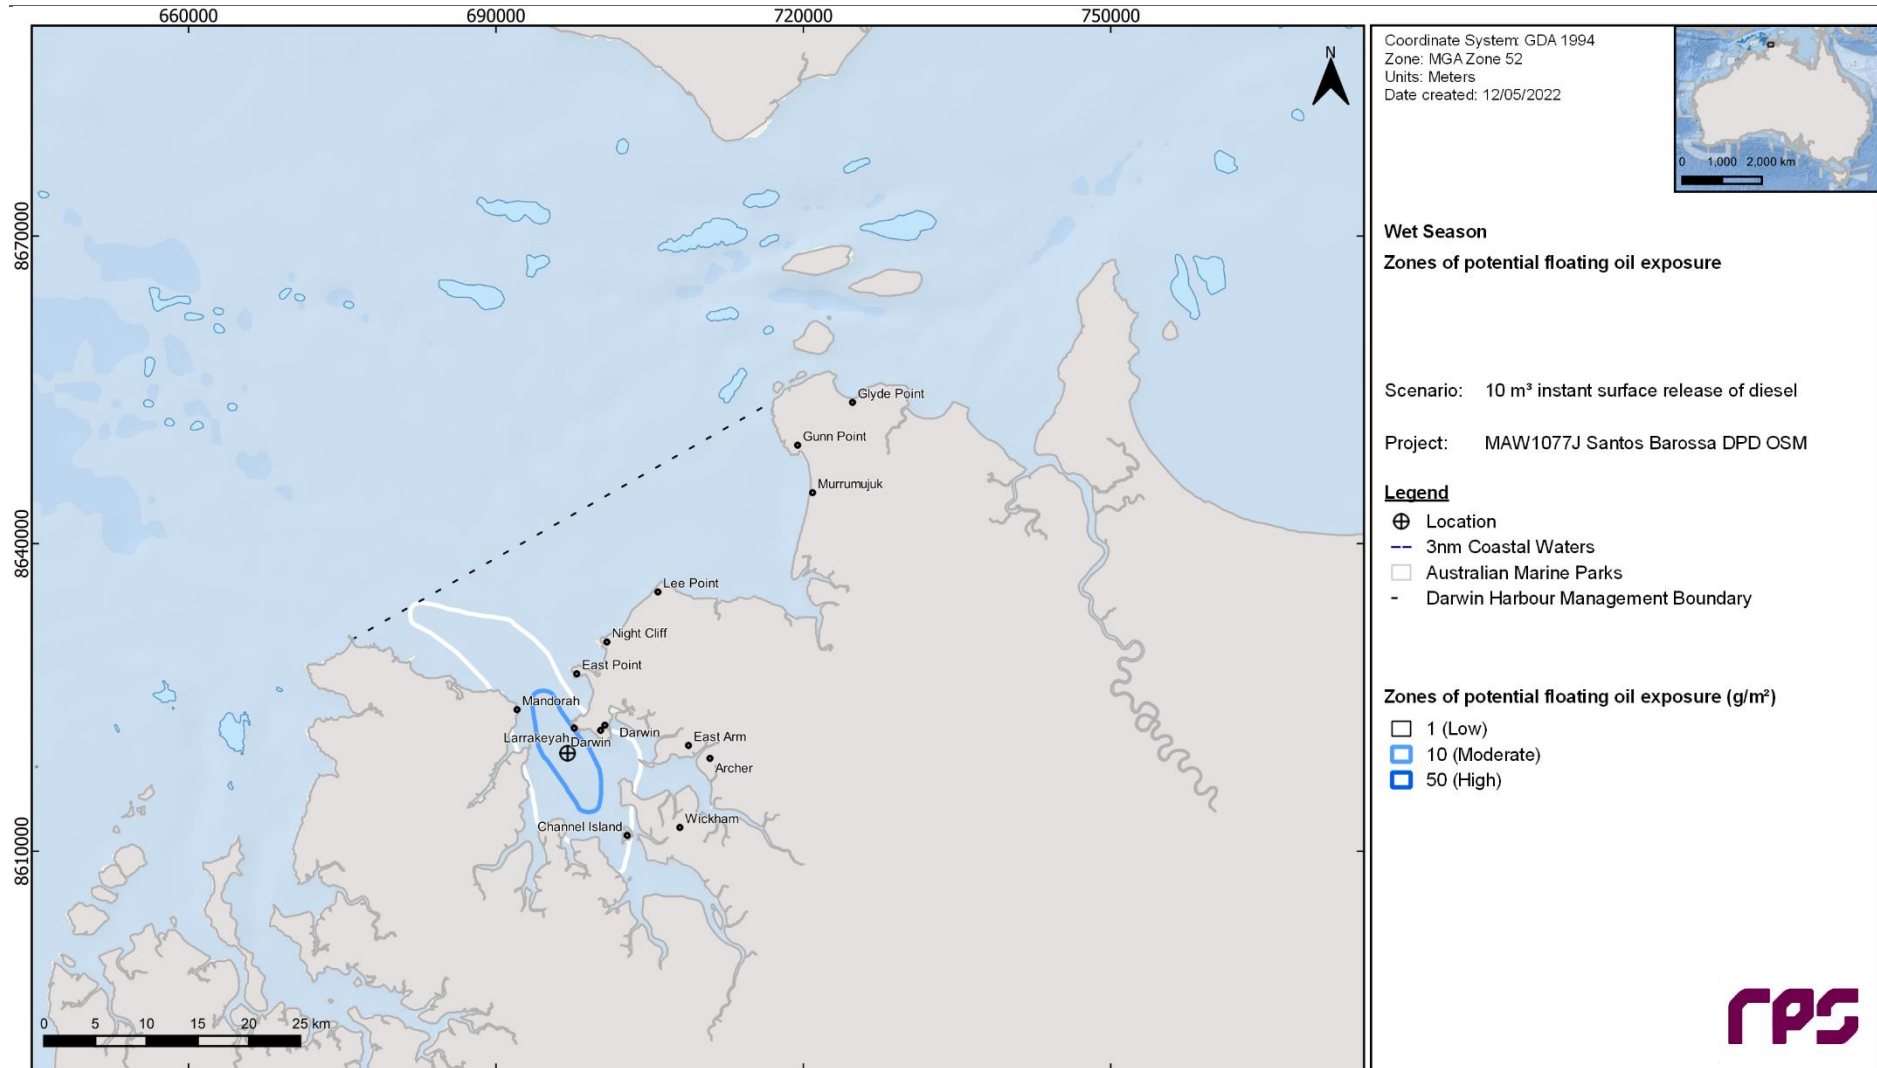 660000
690000
720000
750000
8670000
8640000
8610000
N
Glyde Point
Gunn Point
Murrumujuk
Lee Point
Night Cliff
East Point
Mandorah
Larrakeyah
Darwin
Darwin
East Arm
Archer
Channel Island
Wickham
0 5 10 15 20 25 km
Coordinate System: GDA 1994
Zone: MGA Zone 52
Units: Meters
Date created: 12/05/2022
0 1,000 2,000 km
Wet Season
Zones of potential floating oil exposure
Scenario: 10 m³ instant surface release of diesel
Project: MAW1077J Santos Barossa DPD OSM
Legend
Location
3nm Coastal Waters
Australian Marine Parks
Darwin Harbour Management Boundary
Zones of potential floating oil exposure (g/m²)
1 (Low)
10 (Moderate)
50 (High)
rps